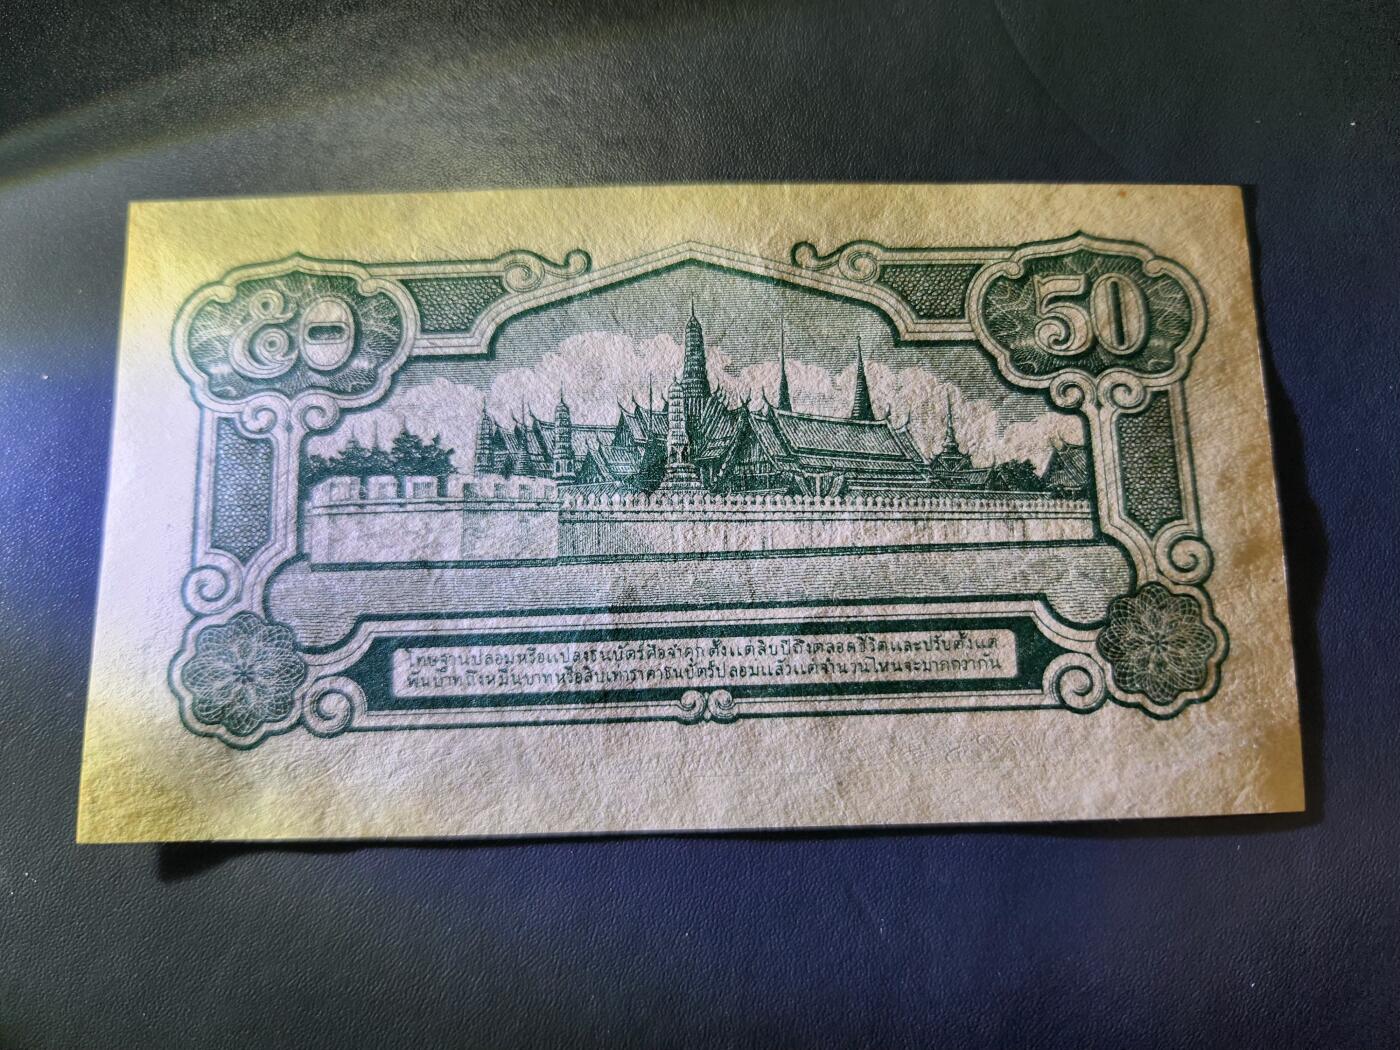 ๕๐
50
โทษฐานปลอมหรือแปลงธนบัตร์คือจำคุกตั้งแต่สิบปีถึงตลอดชีวิตและปรับตั้งแต่
พันบาทถึงหมื่นบาทหรือสิบเท่าราคาธนบัตร์ปลอมแล้วแต่จำนวนไหนจะมากกว่ากัน